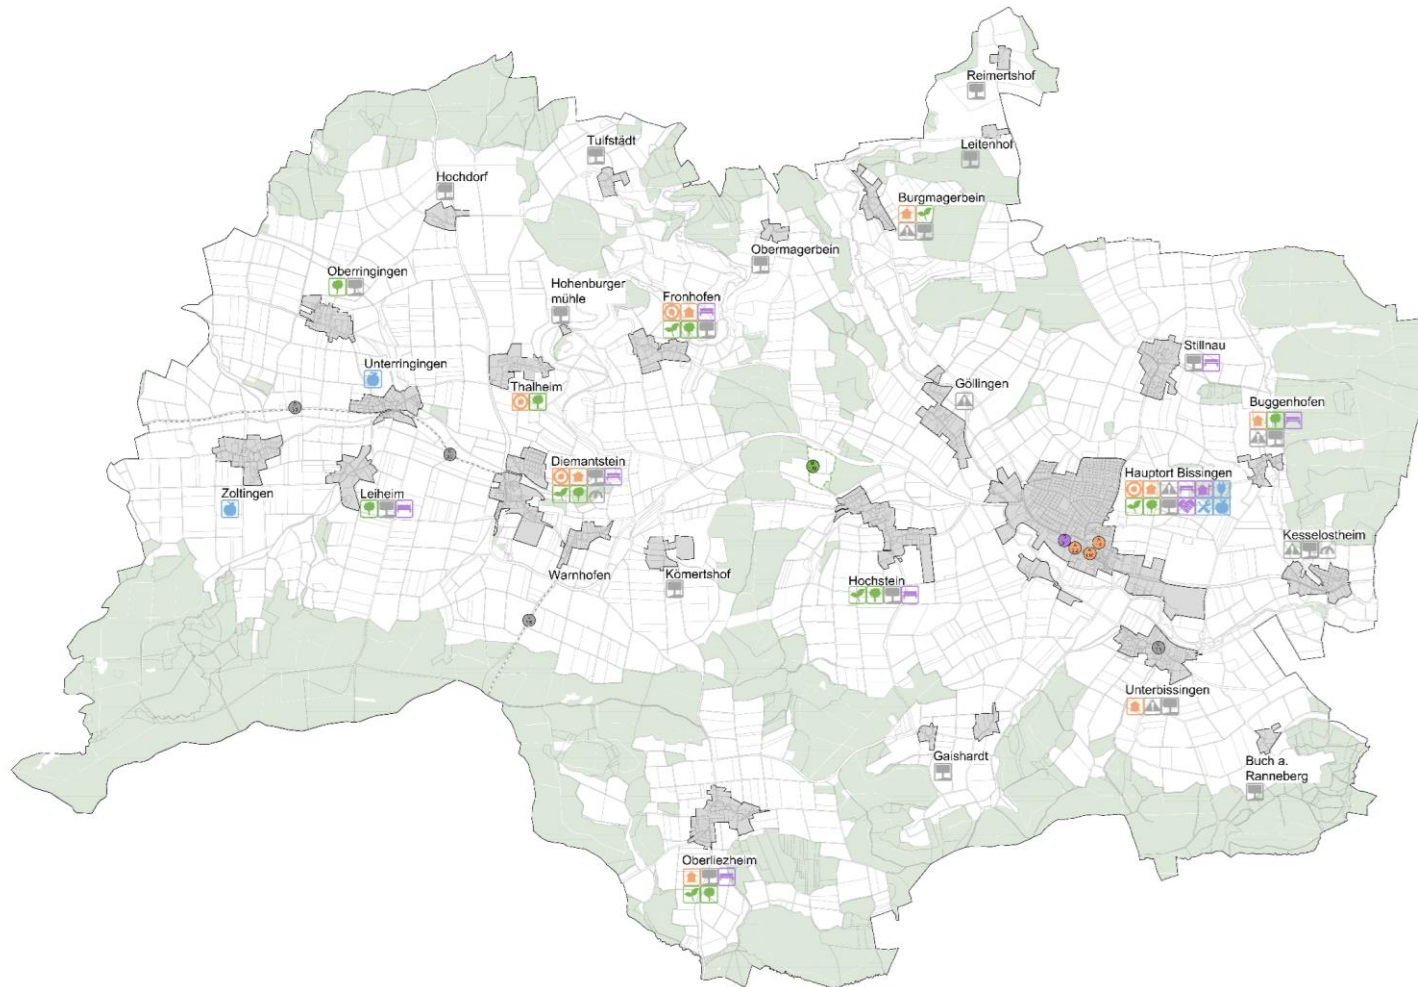 Reimertshof
Tuifstädt
Leitenhof
Hochdorf
Burgmagerbein
Obermagerbein
Oberringingen
Hohenburger
mühle
Fronhofen
Stillnau
Unterringingen
Thalheim
Göllingen
Buggenhofen
Diemantstein
Hauptort Bissingen
Zoltingen
Leiheim
Kesselostheim
Warnhofen
Kömertshof
Hochstein
Unterbissingen
Gaishardt
Buch a.
Ranneberg
Oberliezheim